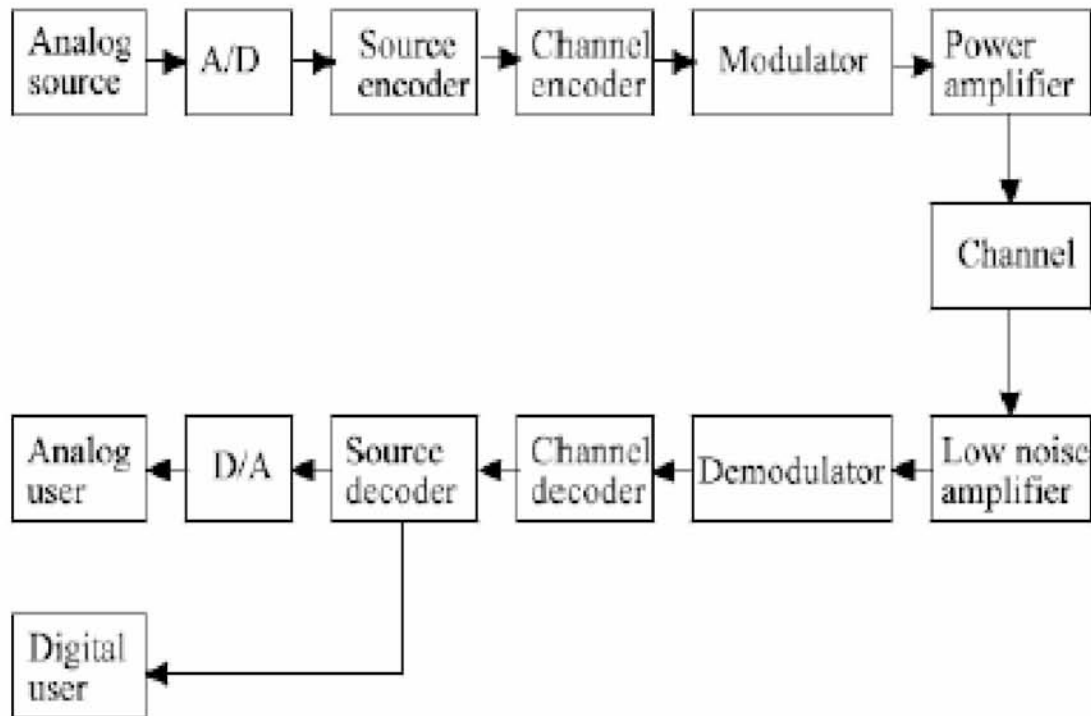 Analog
source
A/D
Source
encoder
Channel
encoder
Modulator
Power
amplifier
Channel
Analog
user
D/A
Source
decoder
Channel
decoder
Demodulator
Low noise
amplifier
Digital
user